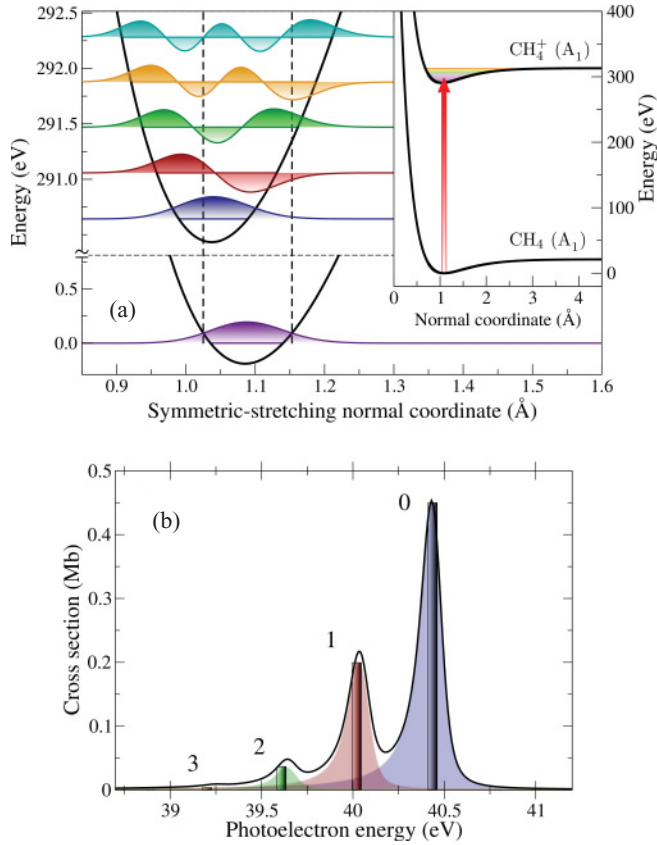 292.5
292.0
291.5
291.0
Energy (eV)
~
0.5
0.0
(a)
0.9 1.0 1.1 1.2 1.3 1.4 1.5 1.6
Symmetric-stretching normal coordinate (Å)
CH₄⁺ (A₁)
CH₄ (A₁)
400
300
200
100
0
Energy (eV)
0 1 2 3 4
Normal coordinate (Å)
(b)
0.5
0.4
0.3
0.2
0.1
0
Cross section (Mb)
0
1
2
3
39 39.5 40 40.5 41
Photoelectron energy (eV)